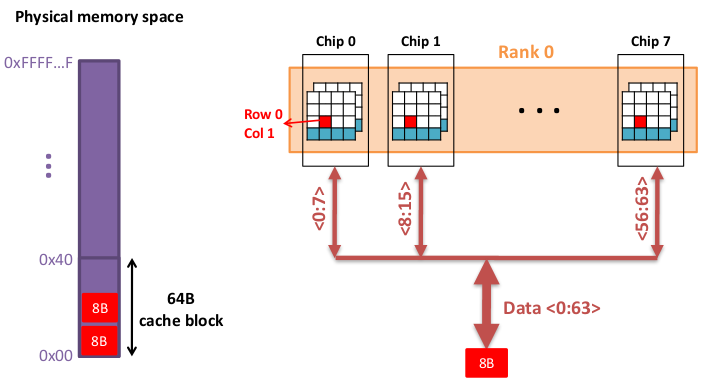 Physical memory space
0xFFFF...F
0x40
0x00
8B
8B
64B
cache block
Chip 0
Chip 1
Chip 7
Rank 0
Row 0
Col 1
<0:7>
<8:15>
<56:63>
Data <0:63>
8B